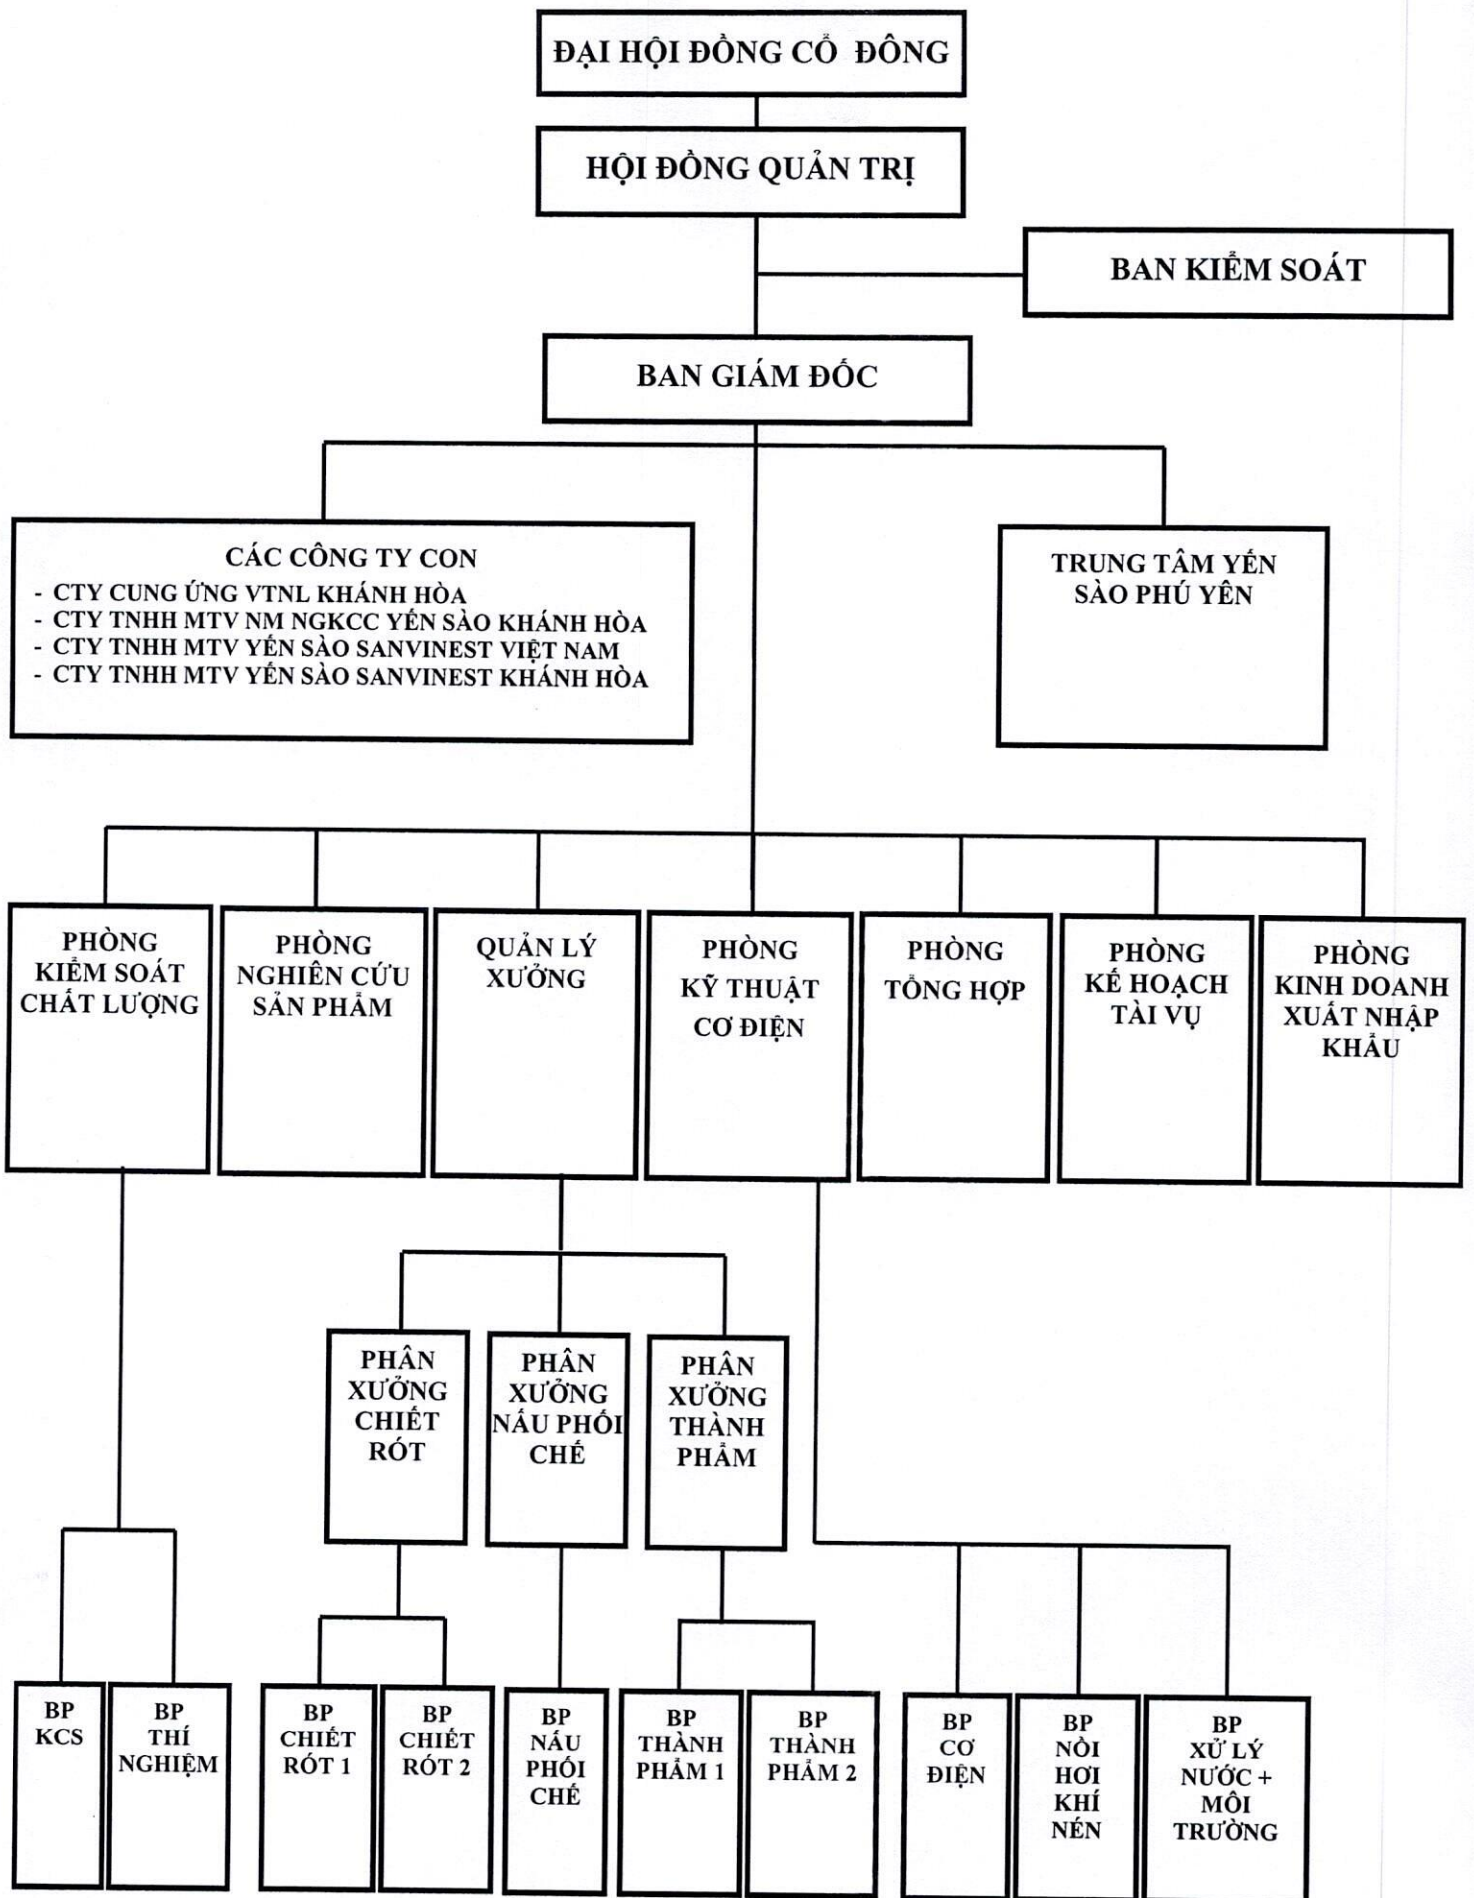 ĐẠI HỘI ĐỒNG CỔ ĐÔNG
HỘI ĐỒNG QUẢN TRỊ
BAN KIỂM SOÁT
BAN GIÁM ĐỐC
CÁC CÔNG TY CON
- CTY CUNG ỨNG VTNL KHÁNH HÒA
- CTY TNHH MTV NM NGKCC YẾN SÀO KHÁNH HÒA
- CTY TNHH MTV YẾN SÀO SANVINEST VIỆT NAM
- CTY TNHH MTV YẾN SÀO SANVINEST KHÁNH HÒA
TRUNG TÂM YẾN
SÀO PHÚ YÊN
PHÒNG
KIỂM SOÁT
CHẤT LƯỢNG
PHÒNG
NGHIÊN CỨU
SẢN PHẨM
QUẢN LÝ
XƯỞNG
PHÒNG
KỸ THUẬT
CƠ ĐIỆN
PHÒNG
TỔNG HỢP
PHÒNG
KẾ HOẠCH
TÀI VỤ
PHÒNG
KINH DOANH
XUẤT NHẬP
KHẨU
PHÂN
XƯỞNG
CHIẾT
RÓT
PHÂN
XƯỞNG
NẤU PHỐI
CHẾ
PHÂN
XƯỞNG
THÀNH
PHẨM
BP
KCS
BP
THÍ
NGHIỆM
BP
CHIẾT
RÓT 1
BP
CHIẾT
RÓT 2
BP
NẤU
PHỐI
CHẾ
BP
THÀNH
PHẨM 1
BP
THÀNH
PHẨM 2
BP
CƠ
ĐIỆN
BP
NỒI
HƠI
KHÍ
NÉN
BP
XỬ LÝ
NƯỚC +
MÔI
TRƯỜNG